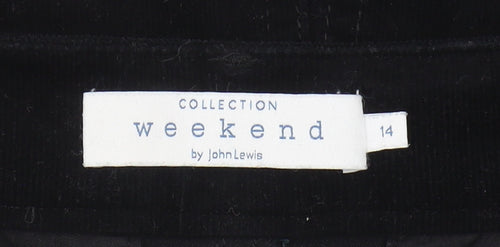 COLLECTION
weekend
by John Lewis
14